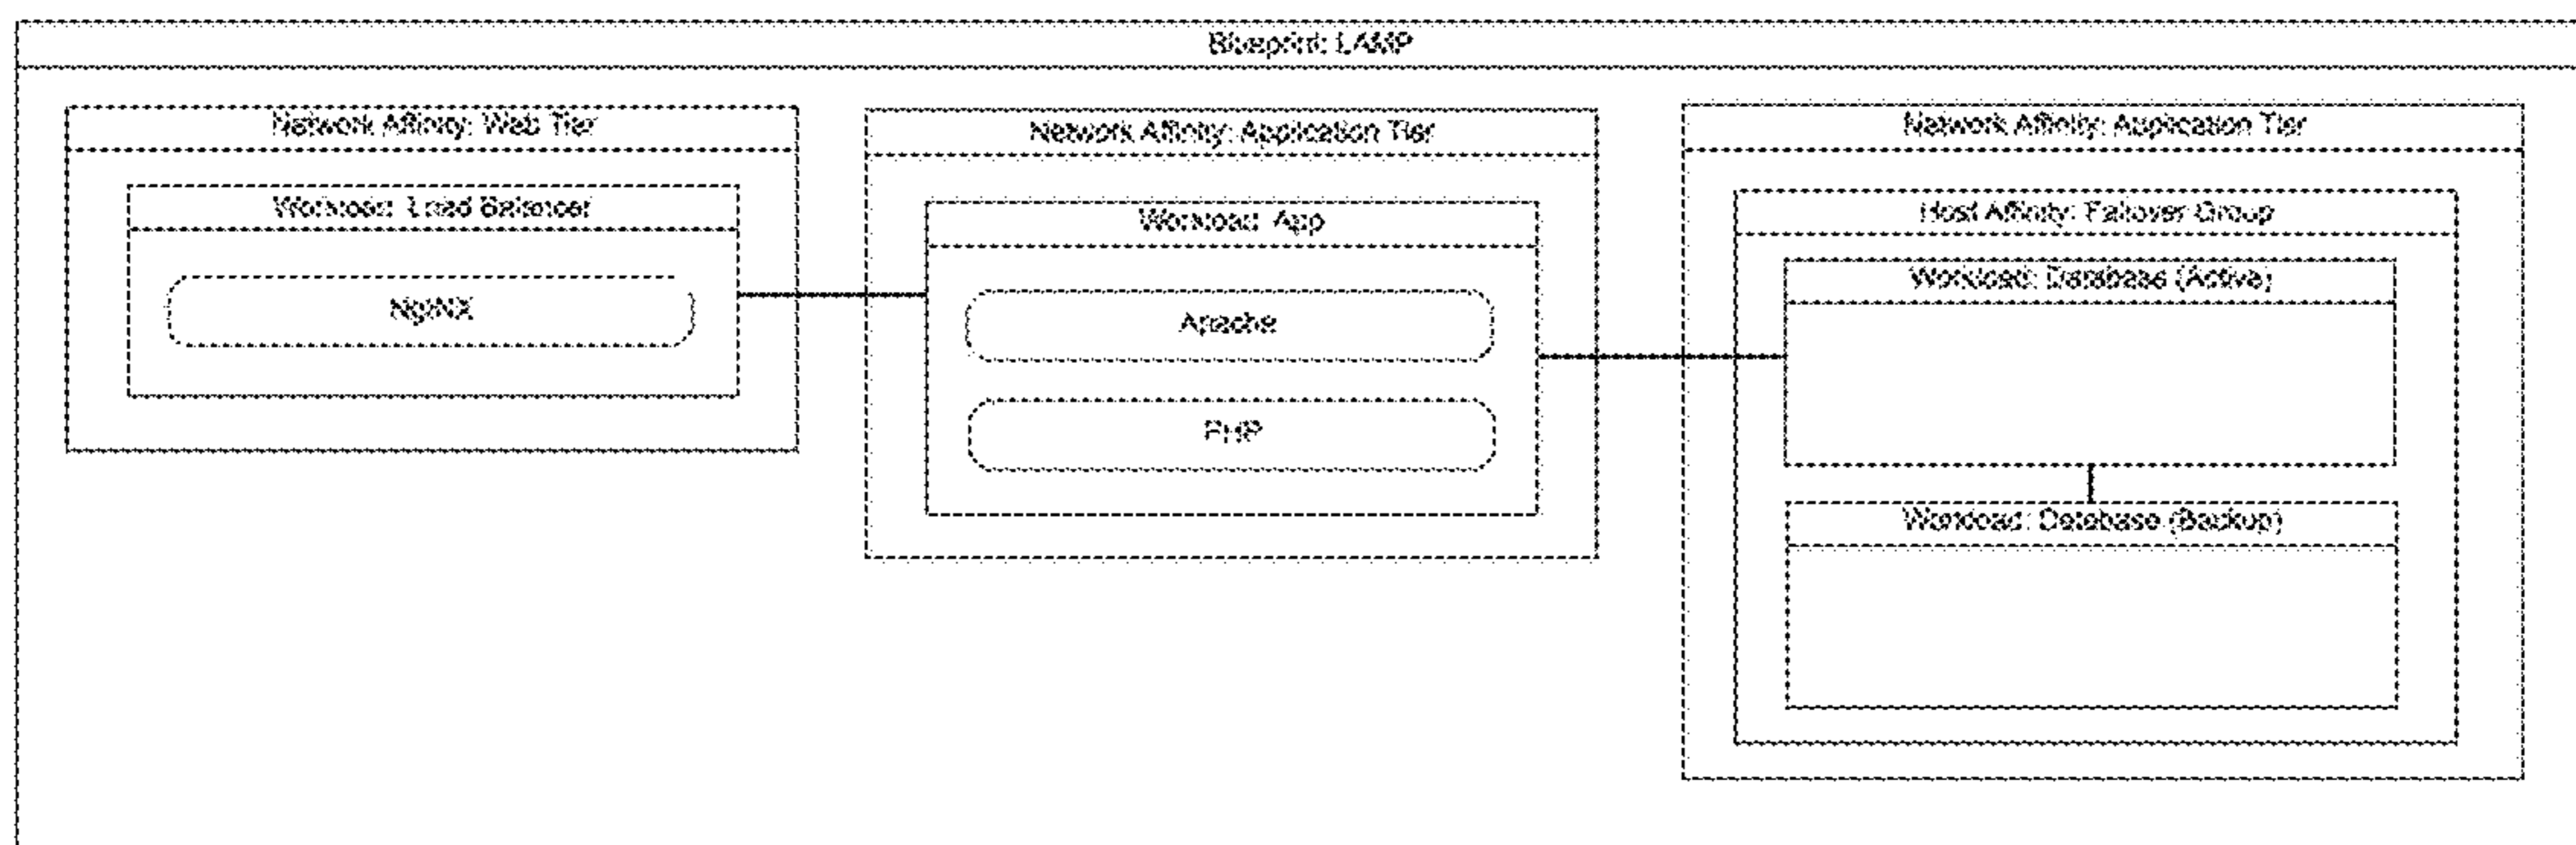 Blueprint: LAMP
Network Affinity: Web Tier
Workload: Load Balancer
NgiNX
Network Affinity: Application Tier
Workload: App
Apache
PHP
Network Affinity: Application Tier
Host Affinity: Failover Group
Workload: Database (Active)
Workload: Database (Backup)